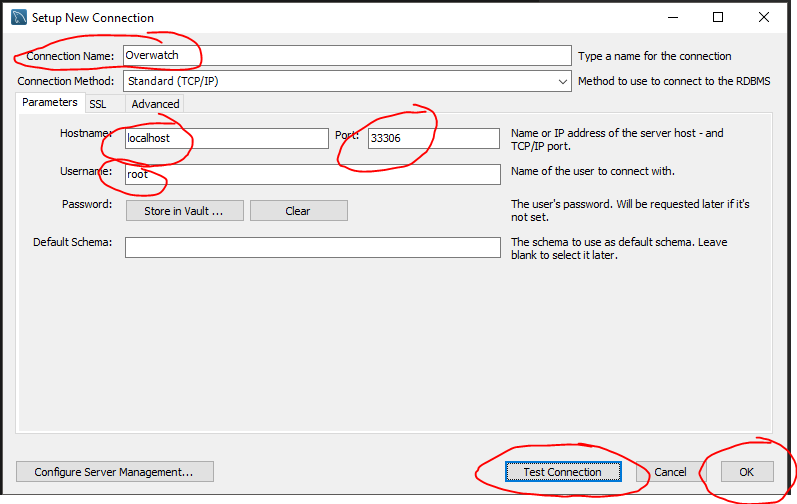 Setup New Connection
Connection Name: Overwatch Type a name for the connection
Connection Method: Standard (TCP/IP) Method to use to connect to the RDBMS
Parameters SSL Advanced
Hostname: localhost Port: 33306 Name or IP address of the server host - and
TCP/IP port.
Username: root Name of the user to connect with.
Password: Store in Vault ... Clear The user's password. Will be requested later if it's
not set.
Default Schema: The schema to use as default schema. Leave
blank to select it later.
Configure Server Management... Test Connection Cancel OK